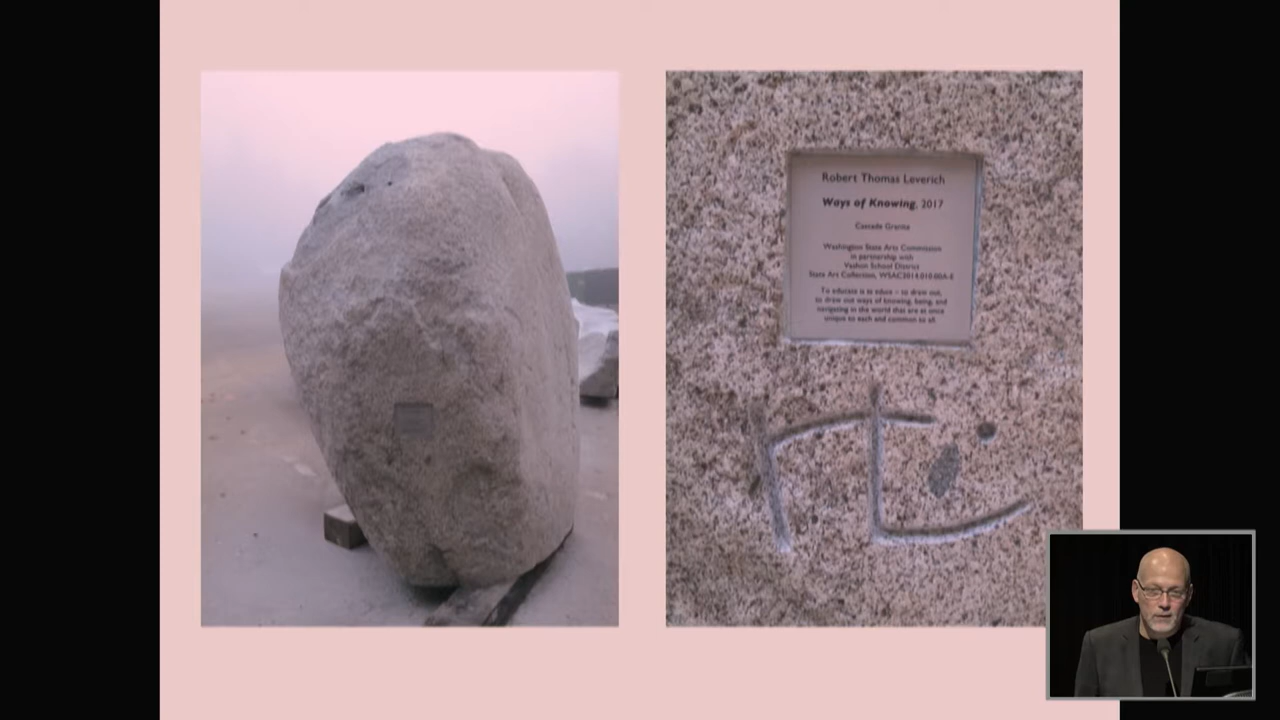 Robert Thomas Leverich
Ways of Knowing, 2017
Cascade Granite
Washington State Arts Commission
in partnership with
Vashon School District
State Art Collection, WSAC2014.010.00A-E
To educate is to educe – to draw out,
to draw out ways of knowing, being, and
navigating in the world that are at once
unique to each and common to all